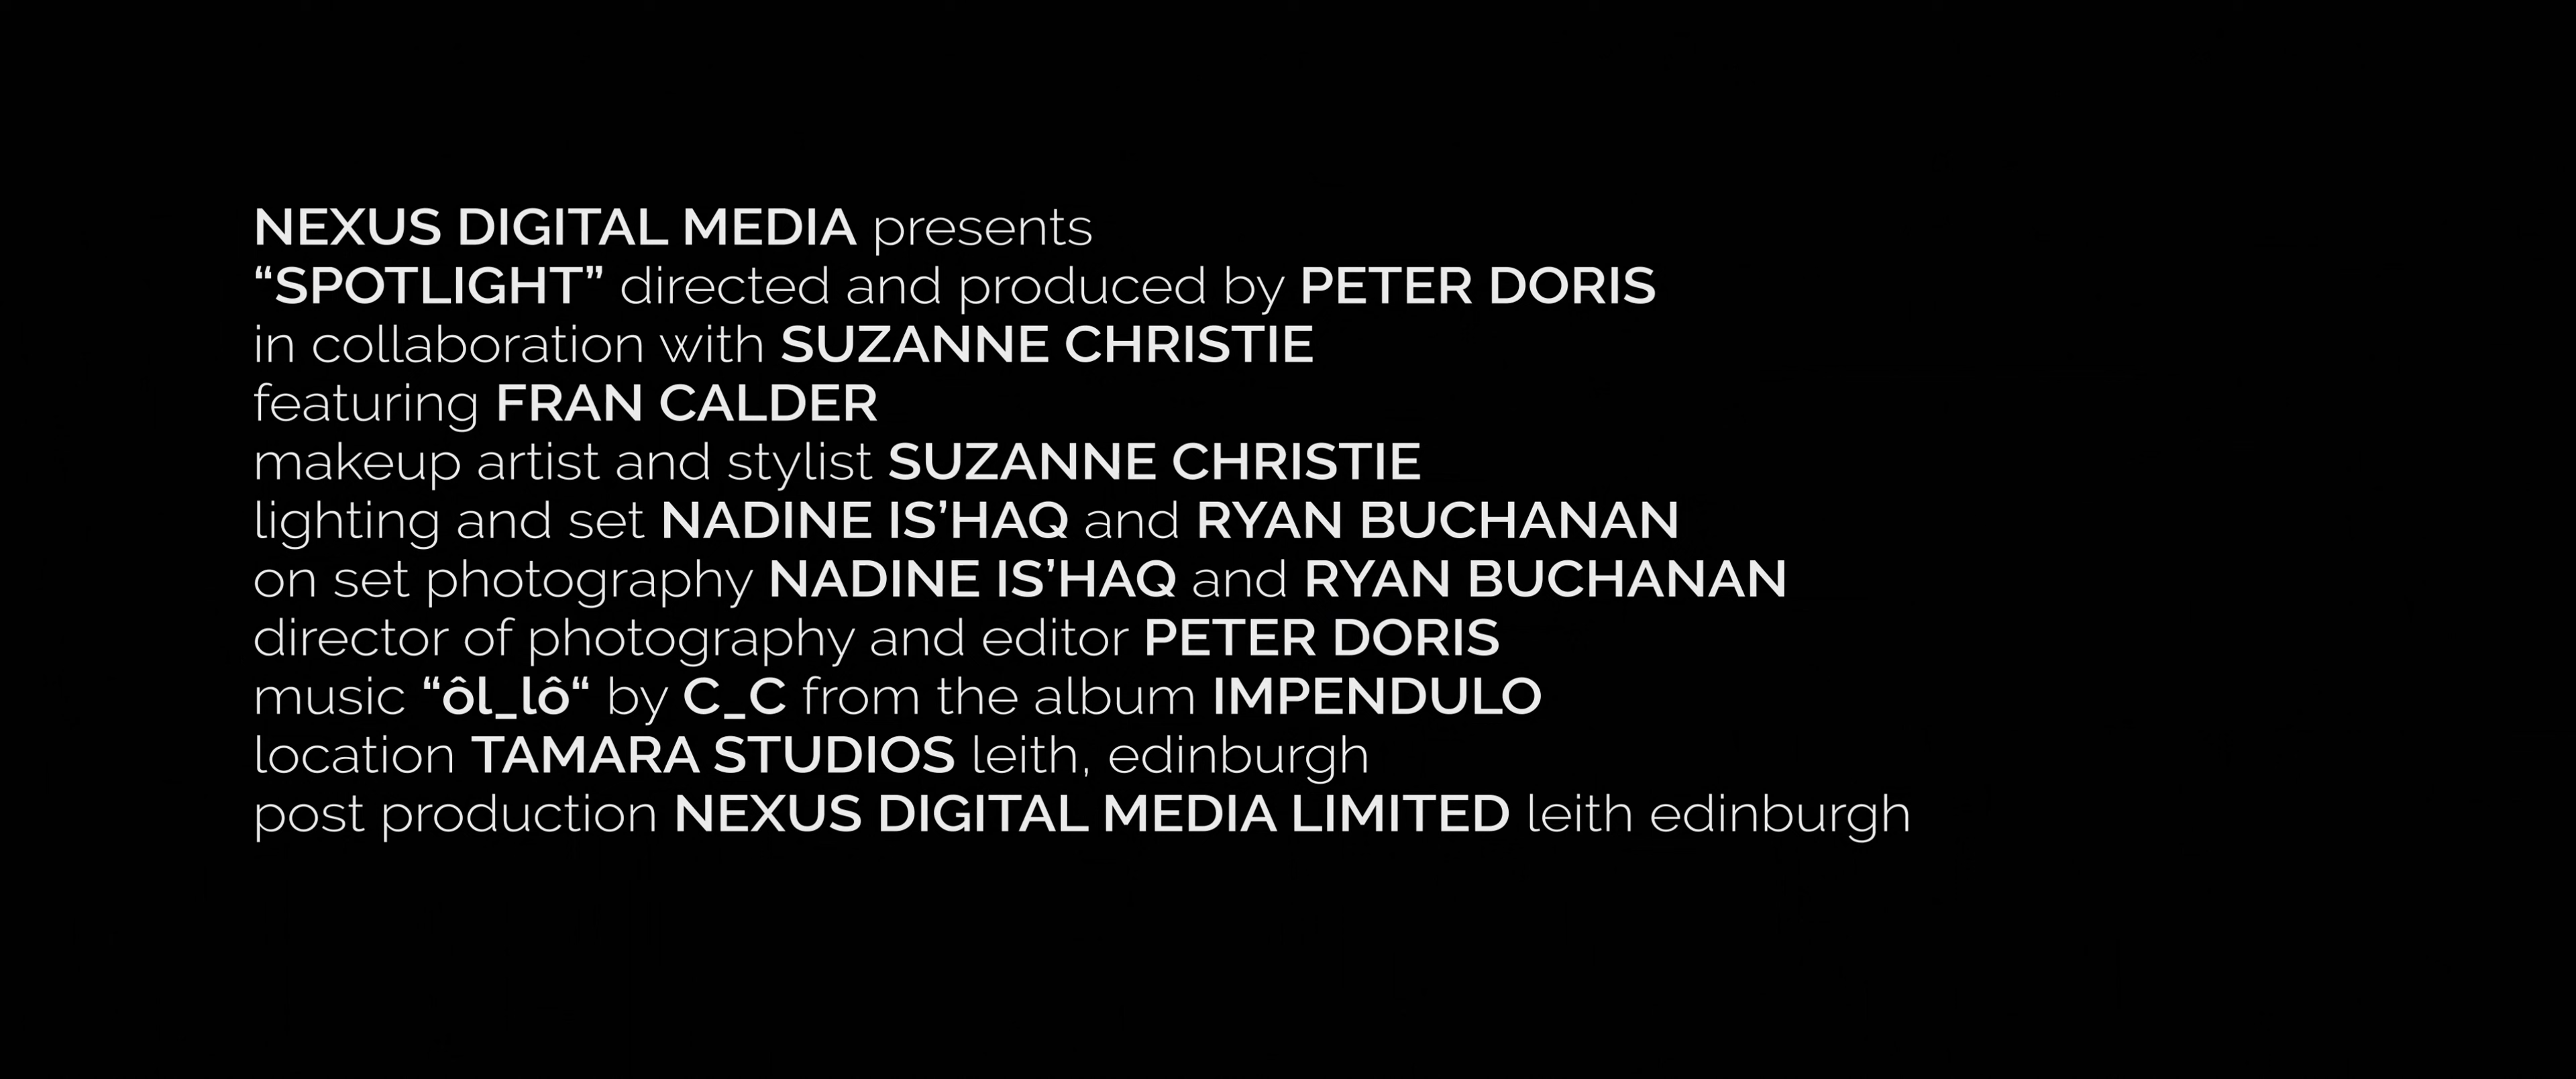 NEXUS DIGITAL MEDIA presents
“SPOTLIGHT” directed and produced by PETER DORIS
in collaboration with SUZANNE CHRISTIE
featuring FRAN CALDER
makeup artist and stylist SUZANNE CHRISTIE
lighting and set NADINE IS’HAQ and RYAN BUCHANAN
on set photography NADINE IS’HAQ and RYAN BUCHANAN
director of photography and editor PETER DORIS
music “ôl_lô“ by C_C from the album IMPENDULO
location TAMARA STUDIOS leith, edinburgh
post production NEXUS DIGITAL MEDIA LIMITED leith edinburgh